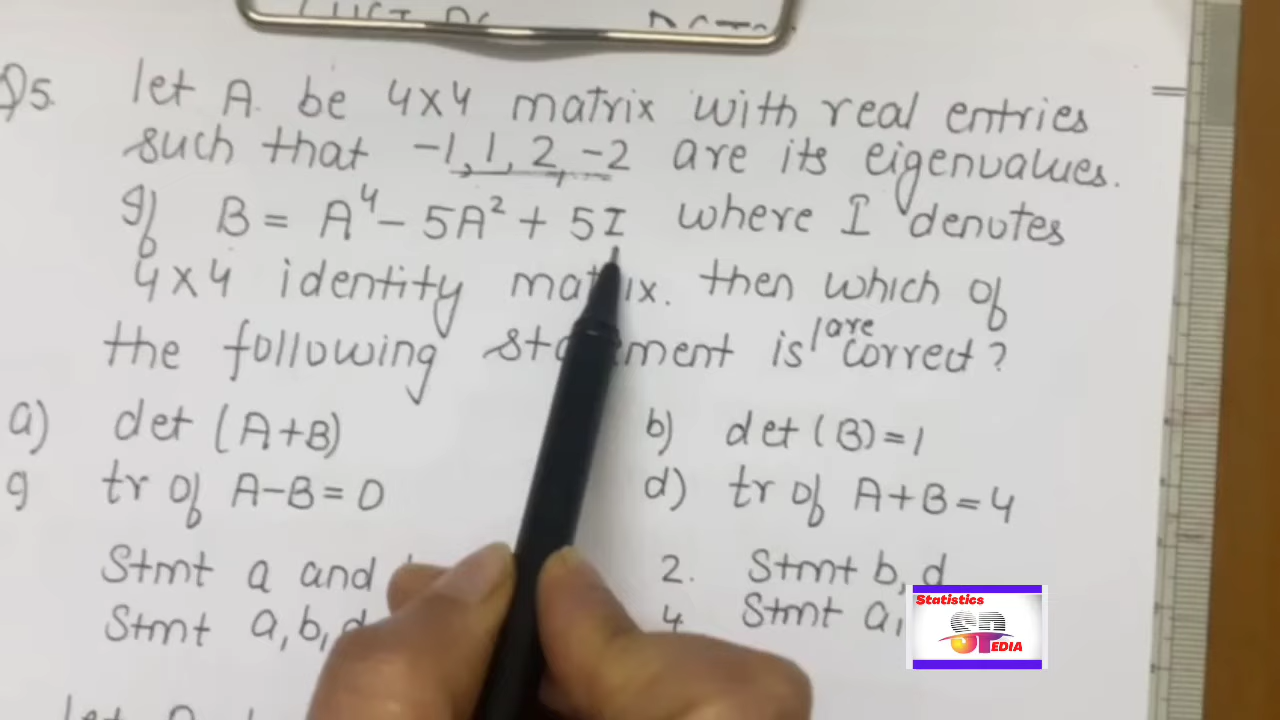 Q5. let A be 4x4 matrix with real entries
such that -1, 1, 2, -2 are its eigenvalues.
If B = A⁴ - 5A² + 5I where I denotes
4x4 identity matrix. then which of
the following statement is/are correct?
a) det (A+B)
b) det (B) = 1
c) tr of A-B = 0
d) tr of A+B = 4
Stmt a and
2. Stmt b, d
Stmt a, b, d
4 Stmt a,
Statistics
PEDIA